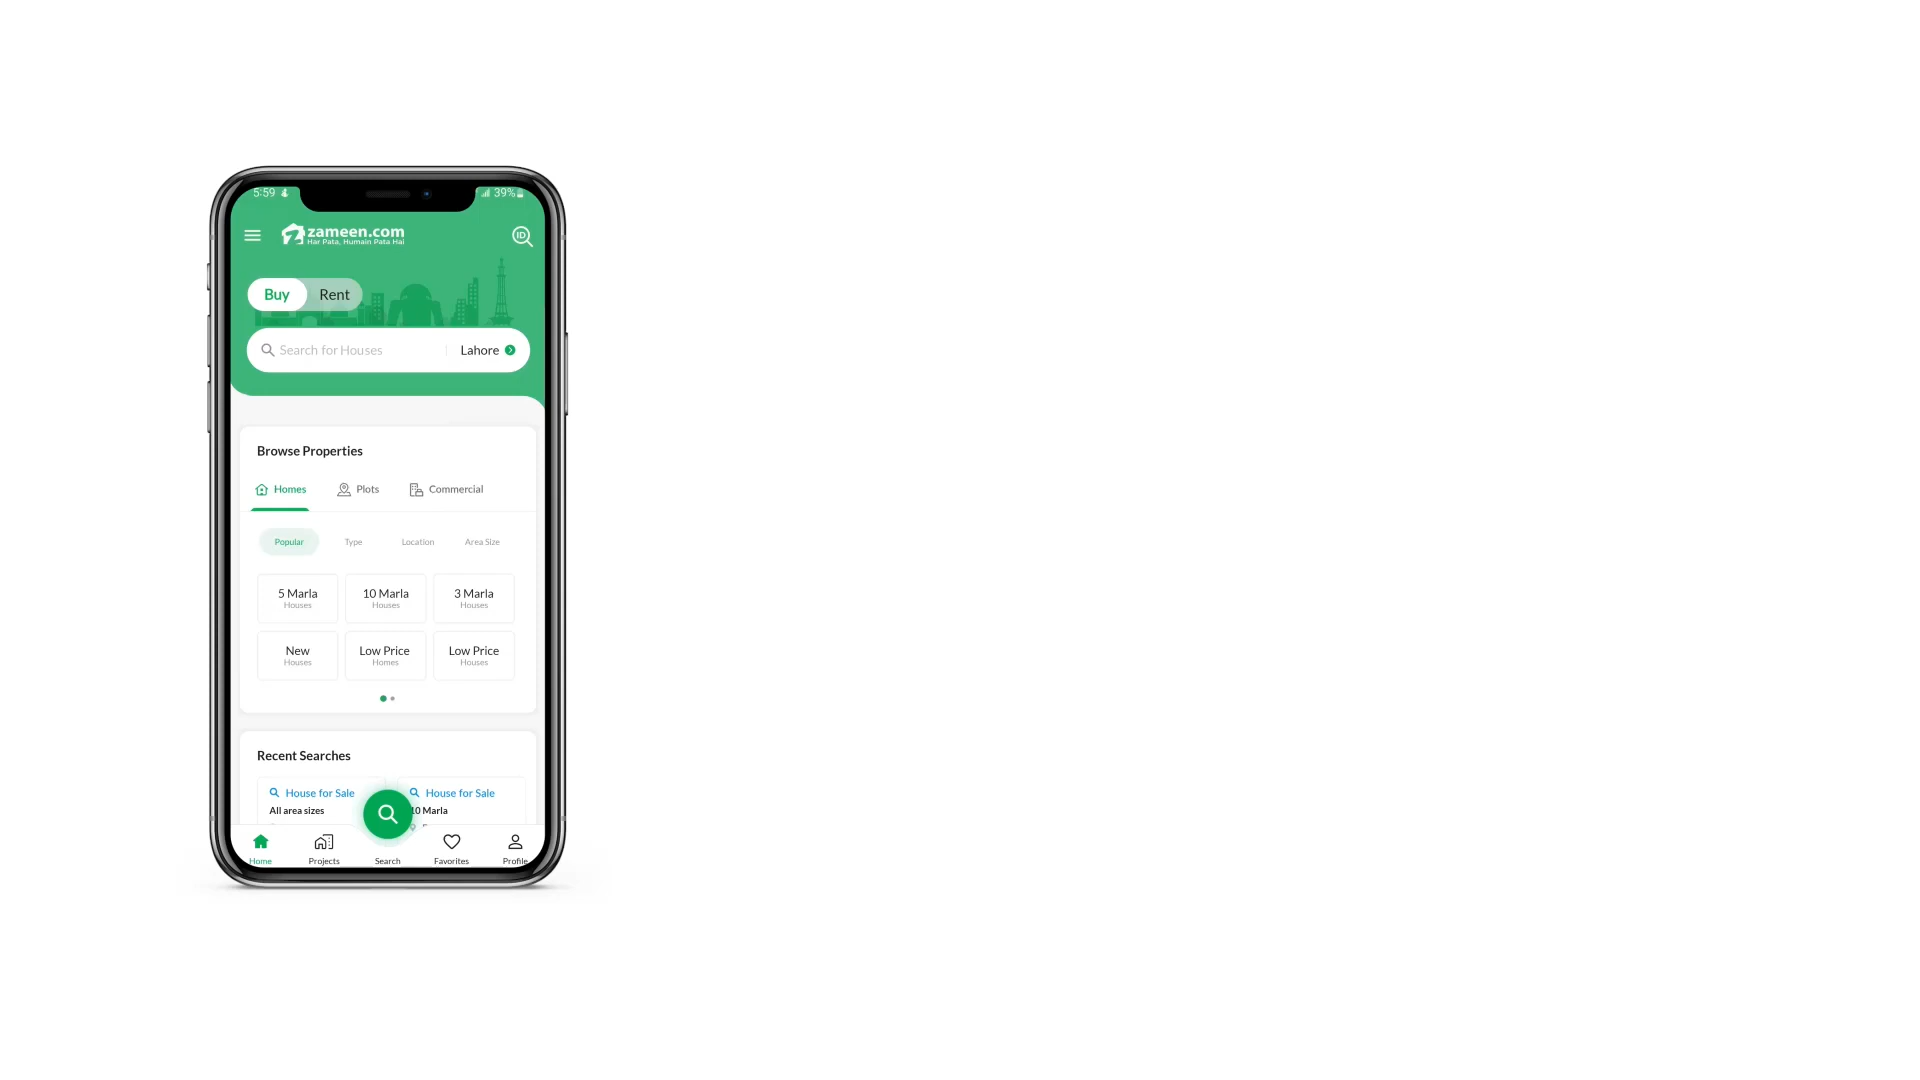 5:59
39%
zameen.com
Har Pata, Humain Pata Hai
ID
Buy
Rent
Search for Houses
Lahore
Browse Properties
Homes
Plots
Commercial
Popular
Type
Location
Area Size
5 Marla
Houses
10 Marla
Houses
3 Marla
Houses
New
Houses
Low Price
Homes
Low Price
Houses
Recent Searches
House for Sale
All area sizes
House for Sale
10 Marla
Home
Projects
Search
Favorites
Profile